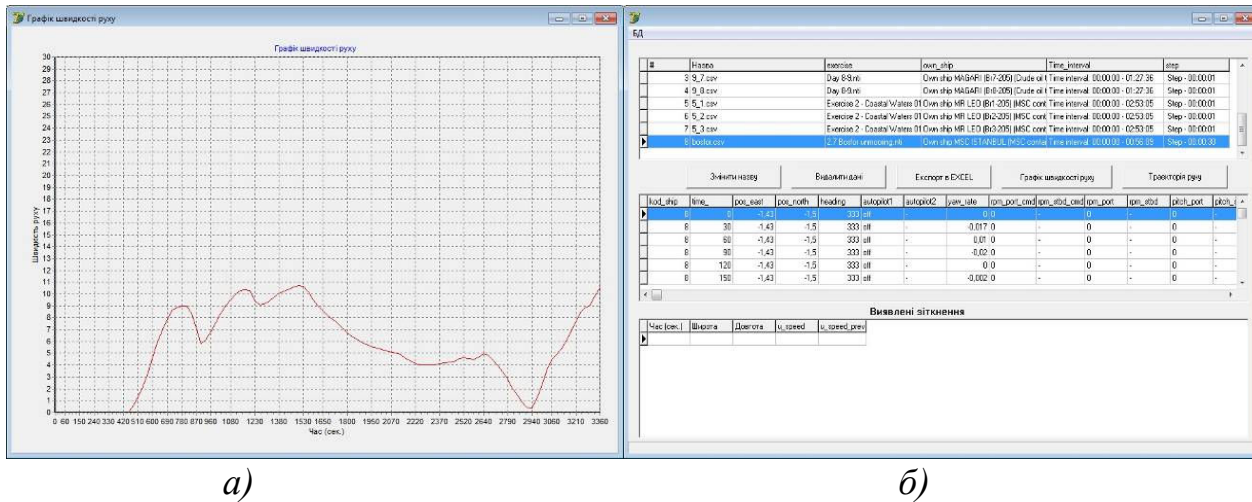 Графік швидкості руху
Графік швидкості руху
30
29
28
27
26
25
24
23
22
21
20
19
18
17
16
15
14
13
12
11
10
9
8
7
6
5
4
3
2
1
0
Швидкість руху
0 60 150 240 330 420 510 600 690 780 870 960 1080 1230 1380 1530 1650 1800 1950 2070 2220 2370 2520 2640 2790 2940 3060 3210 3360
Час (сек.)
а)
БД
# Назва exercise own_ship Time_interval step
3 9_7.csv Day 8-9.nti Own ship MAGARI (Br7-205) (Crude oil t Time interval: 00:00:00 - 01:27:36 Step - 00:00:01
4 9_8.csv Day 8-9.nti Own ship MAGARI (Br8-205) (Crude oil t Time interval: 00:00:00 - 01:27:36 Step - 00:00:01
5 5_1.csv Exercise 2 - Coastal Waters 01 Own ship MR LEO (Br1-205) (MSC cont Time interval: 00:00:00 - 02:53:05 Step - 00:00:01
6 5_2.csv Exercise 2 - Coastal Waters 01 Own ship MR LEO (Br2-205) (MSC cont Time interval: 00:00:00 - 02:53:05 Step - 00:00:01
7 5_3.csv Exercise 2 - Coastal Waters 01 Own ship MR LEO (Br3-205) (MSC cont Time interval: 00:00:00 - 02:53:05 Step - 00:00:01
8 boston.csv 2.7 Boston unmooring.nti Own ship MSC ISTANBUL (MSC contai Time interval: 00:00:00 - 00:56:09 Step - 00:00:30
Змінити назву Видалити дані Експорт в EXCEL Графік швидкості руху Траекторія руху
kod_ship time_ pos_east pos_north heading autopilot1 autopilot2 yaw_rate rpm_port_cmd rpm_stbd_cmd rpm_port rpm_stbd pitch_port
8 0 -1,43 -1,5 333 off - 0 0 - 0 - 0 -
8 30 -1,43 -1,5 333 off - -0,017 0 - 0 - 0 -
8 60 -1,43 -1,5 333 off - 0,01 0 - 0 - 0 -
8 90 -1,43 -1,5 333 off - -0,02 0 - 0 - 0 -
8 120 -1,43 -1,5 333 off - 0 0 - 0 - 0 -
8 150 -1,43 -1,5 333 off - -0,002 0 - 0 - 0 -
Виявлені зіткнення
Час (сек.) Широта Довгота u_speed u_speed_prev
б)